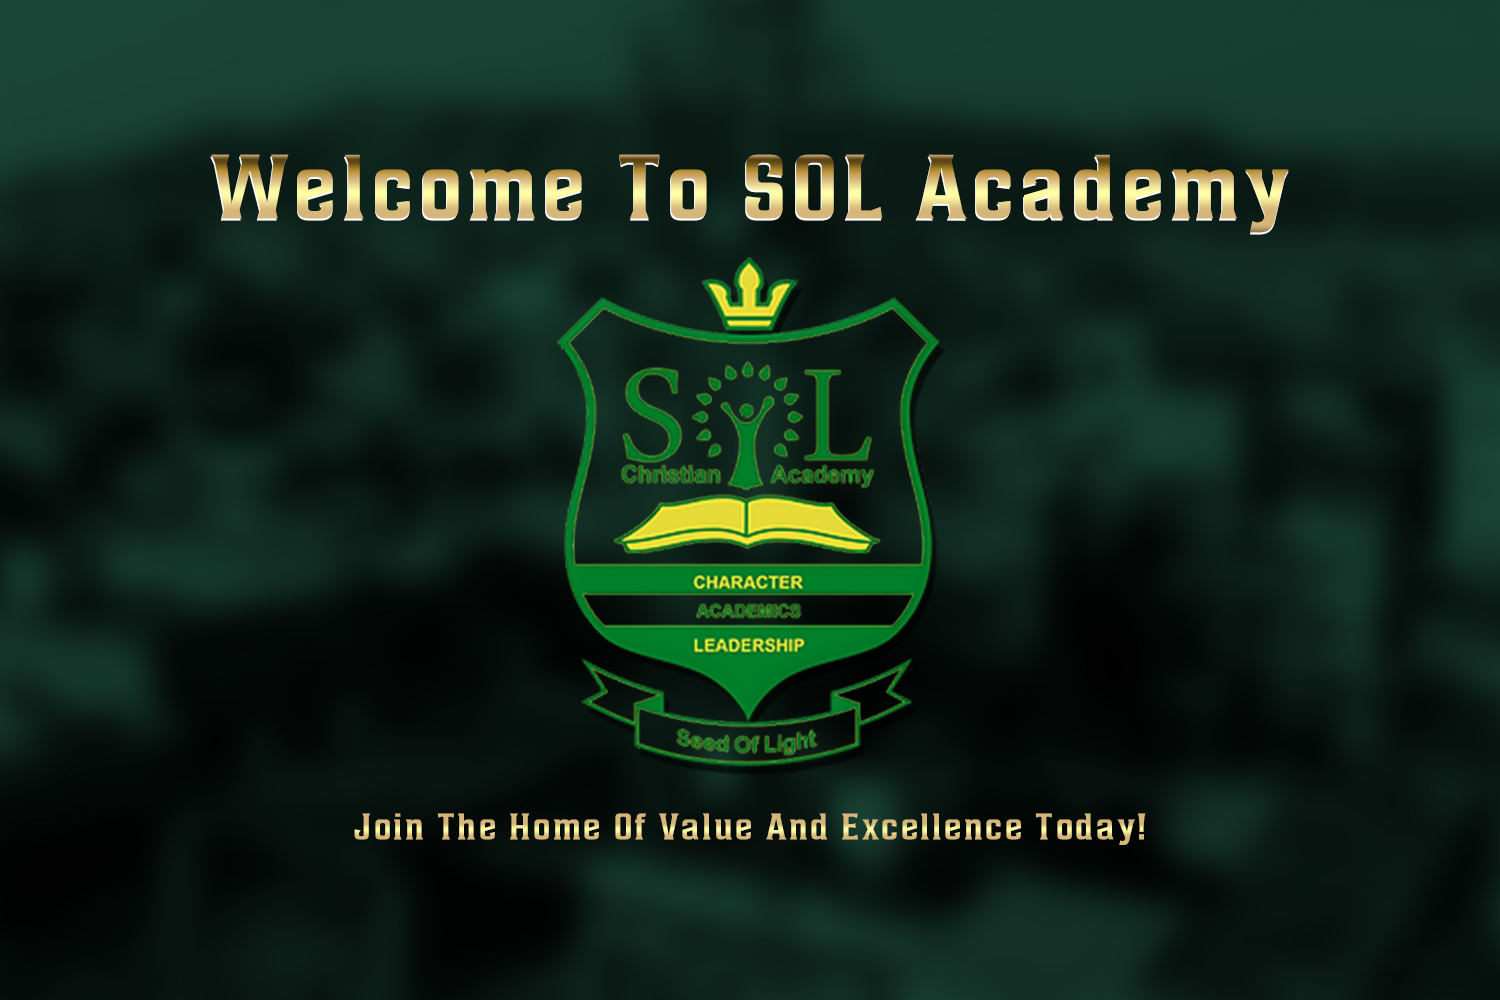 Welcome To SOL Academy
SOL
Christian Academy
CHARACTER
ACADEMICS
LEADERSHIP
Seed Of Light
Join The Home Of Value And Excellence Today!